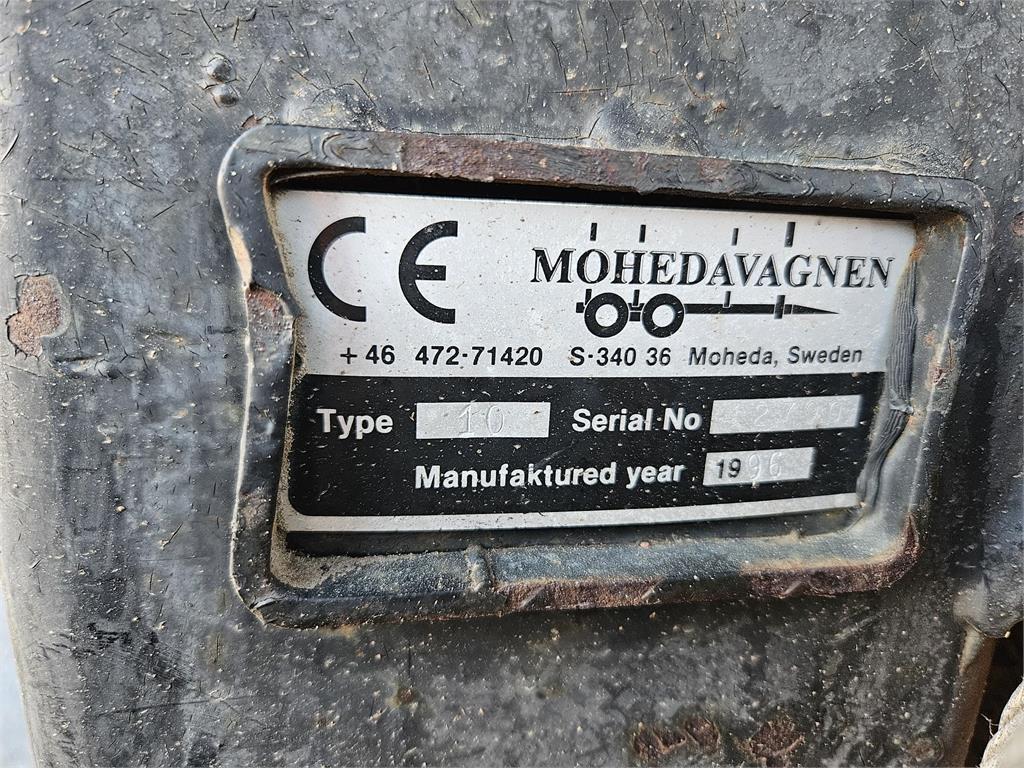 CE MOHEDAVAGNEN
+46 472-71420 S-340 36 Moheda, Sweden
Type 10 Serial No
Manufaktured year 1996